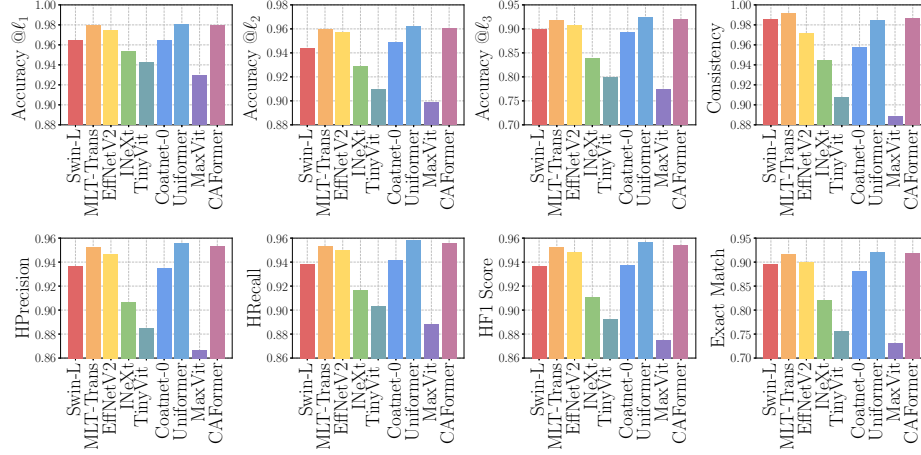 Accuracy @ℓ1
1.00
0.98
0.96
0.94
0.92
0.90
0.88
Swin-L
MLT-Trans
EffNetV2
INeXt
TinyVit
Coatnet-0
Uniformer
MaxVit
CAFormer
Accuracy @ℓ2
0.98
0.96
0.94
0.92
0.90
0.88
Swin-L
MLT-Trans
EffNetV2
INeXt
TinyVit
Coatnet-0
Uniformer
MaxVit
CAFormer
Accuracy @ℓ3
0.95
0.90
0.85
0.80
0.75
0.70
Swin-L
MLT-Trans
EffNetV2
INeXt
TinyVit
Coatnet-0
Uniformer
MaxVit
CAFormer
Consistency
1.00
0.98
0.96
0.94
0.92
0.90
0.88
Swin-L
MLT-Trans
EffNetV2
INeXt
TinyVit
Coatnet-0
Uniformer
MaxVit
CAFormer
HPrecision
0.96
0.94
0.92
0.90
0.88
0.86
Swin-L
MLT-Trans
EffNetV2
INeXt
TinyVit
Coatnet-0
Uniformer
MaxVit
CAFormer
HRecall
0.96
0.94
0.92
0.90
0.88
0.86
Swin-L
MLT-Trans
EffNetV2
INeXt
TinyVit
Coatnet-0
Uniformer
MaxVit
CAFormer
HF1 Score
0.96
0.94
0.92
0.90
0.88
0.86
Swin-L
MLT-Trans
EffNetV2
INeXt
TinyVit
Coatnet-0
Uniformer
MaxVit
CAFormer
Exact Match
0.95
0.90
0.85
0.80
0.75
0.70
Swin-L
MLT-Trans
EffNetV2
INeXt
TinyVit
Coatnet-0
Uniformer
MaxVit
CAFormer